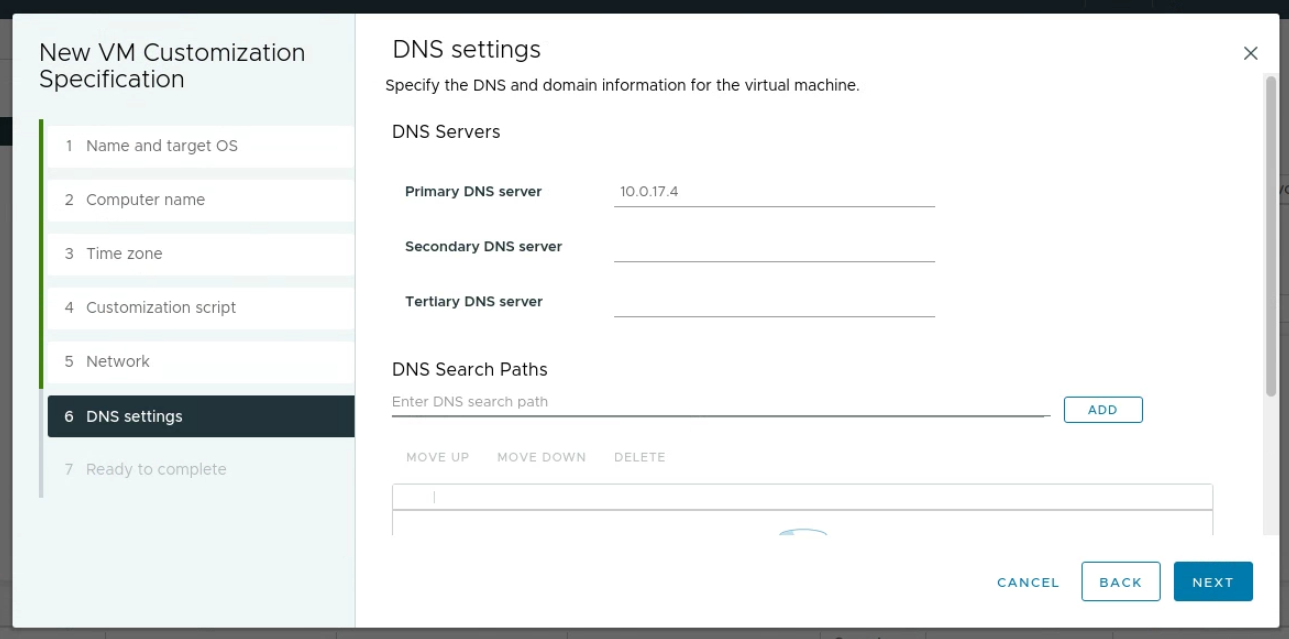 New VM Customization
Specification
1 Name and target OS
2 Computer name
3 Time zone
4 Customization script
5 Network
6 DNS settings
7 Ready to complete
DNS settings
Specify the DNS and domain information for the virtual machine.
DNS Servers
Primary DNS server 10.0.17.4
Secondary DNS server
Tertiary DNS server
DNS Search Paths
Enter DNS search path ADD
MOVE UP MOVE DOWN DELETE
CANCEL BACK NEXT